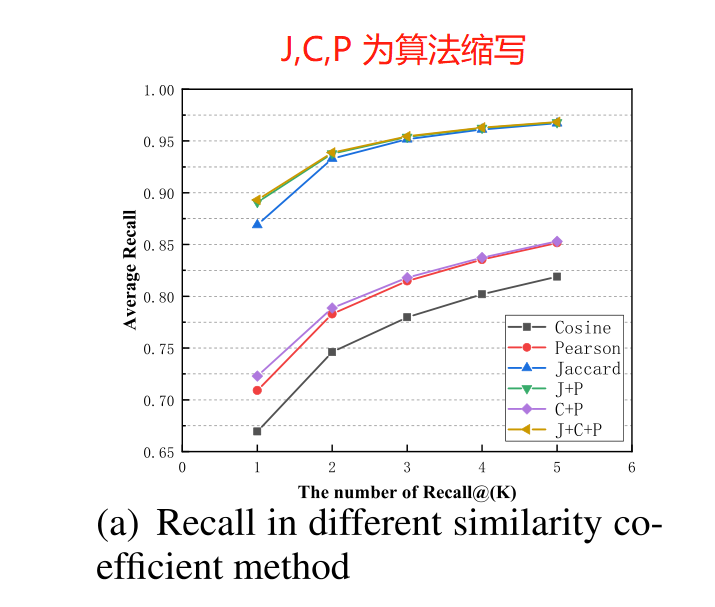 J,C,P 为算法缩写
1.00
0.95
0.90
0.85
0.80
0.75
0.70
0.65
Average Recall
Cosine
Pearson
Jaccard
J+P
C+P
J+C+P
0 1 2 3 4 5 6
The number of Recall@(K)
(a) Recall in different similarity co-
efficient method